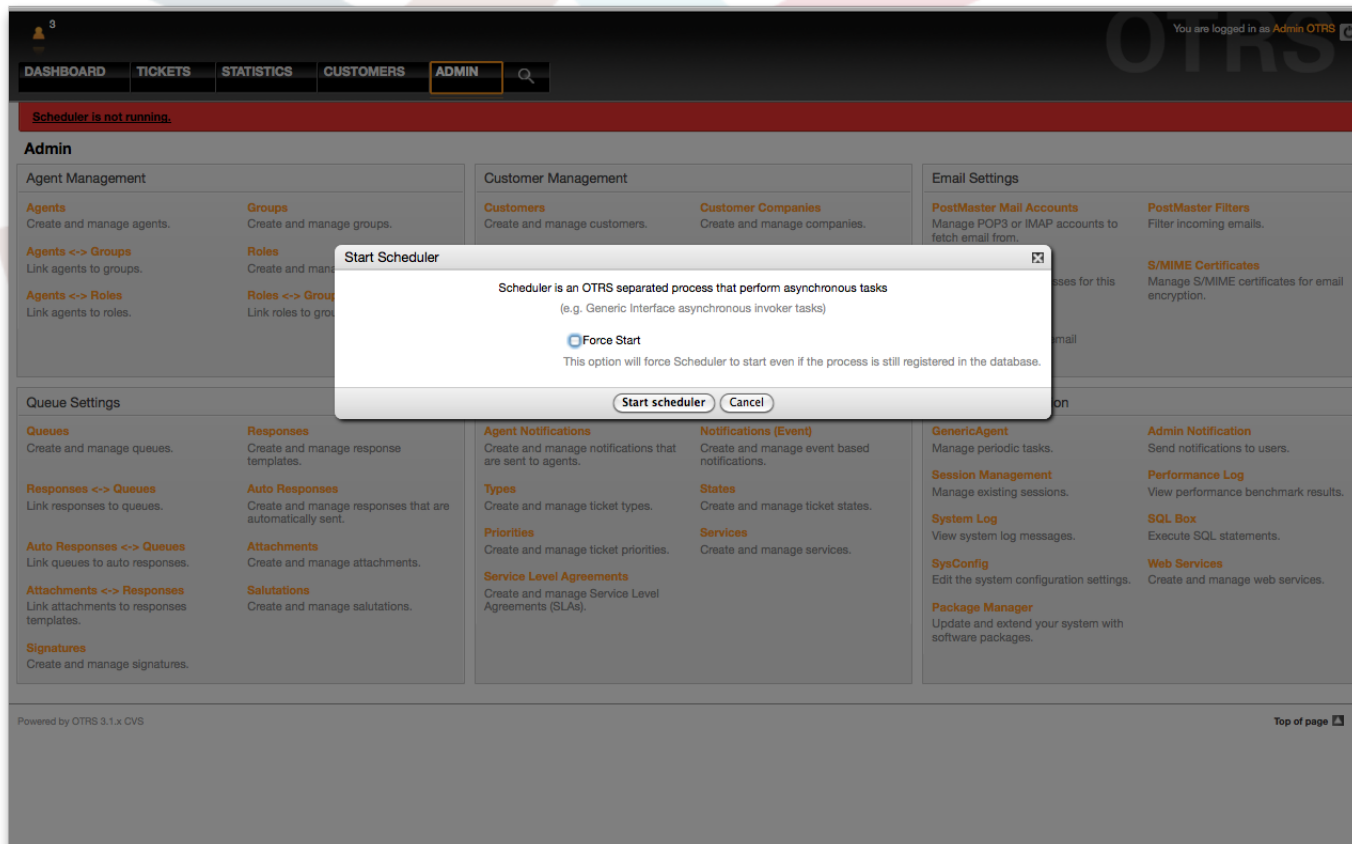 3
You are logged in as Admin OTRS
OTRS
DASHBOARD TICKETS STATISTICS CUSTOMERS ADMIN
Scheduler is not running.
Admin
Agent Management
Agents
Create and manage agents.
Groups
Create and manage groups.
Agents <-> Groups
Link agents to groups.
Roles
Create and mana
Agents <-> Roles
Link agents to roles.
Roles <-> Group
Link roles to grou
Customer Management
Customers
Create and manage customers.
Customer Companies
Create and manage companies.
Email Settings
PostMaster Mail Accounts
Manage POP3 or IMAP accounts to
fetch email from.
PostMaster Filters
Filter incoming emails.
sses for this
S/MIME Certificates
Manage S/MIME certificates for email
encryption.
mail
Start Scheduler
Scheduler is an OTRS separated process that perform asynchronous tasks
(e.g. Generic Interface asynchronous invoker tasks)
Force Start
This option will force Scheduler to start even if the process is still registered in the database.
Start scheduler Cancel
Queue Settings
Queues
Create and manage queues.
Responses
Create and manage response
templates.
Responses <-> Queues
Link responses to queues.
Auto Responses
Create and manage responses that are
automatically sent.
Auto Responses <-> Queues
Link queues to auto responses.
Attachments
Create and manage attachments.
Attachments <-> Responses
Link attachments to responses
templates.
Salutations
Create and manage salutations.
Signatures
Create and manage signatures.
Agent Notifications
Create and manage notifications that
are sent to agents.
Notifications (Event)
Create and manage event based
notifications.
Types
Create and manage ticket types.
States
Create and manage ticket states.
Priorities
Create and manage ticket priorities.
Services
Create and manage services.
Service Level Agreements
Create and manage Service Level
Agreements (SLAs).
on
GenericAgent
Manage periodic tasks.
Admin Notification
Send notifications to users.
Session Management
Manage existing sessions.
Performance Log
View performance benchmark results.
System Log
View system log messages.
SQL Box
Execute SQL statements.
SysConfig
Edit the system configuration settings.
Web Services
Create and manage web services.
Package Manager
Update and extend your system with
software packages.
Powered by OTRS 3.1.x CVS
Top of page